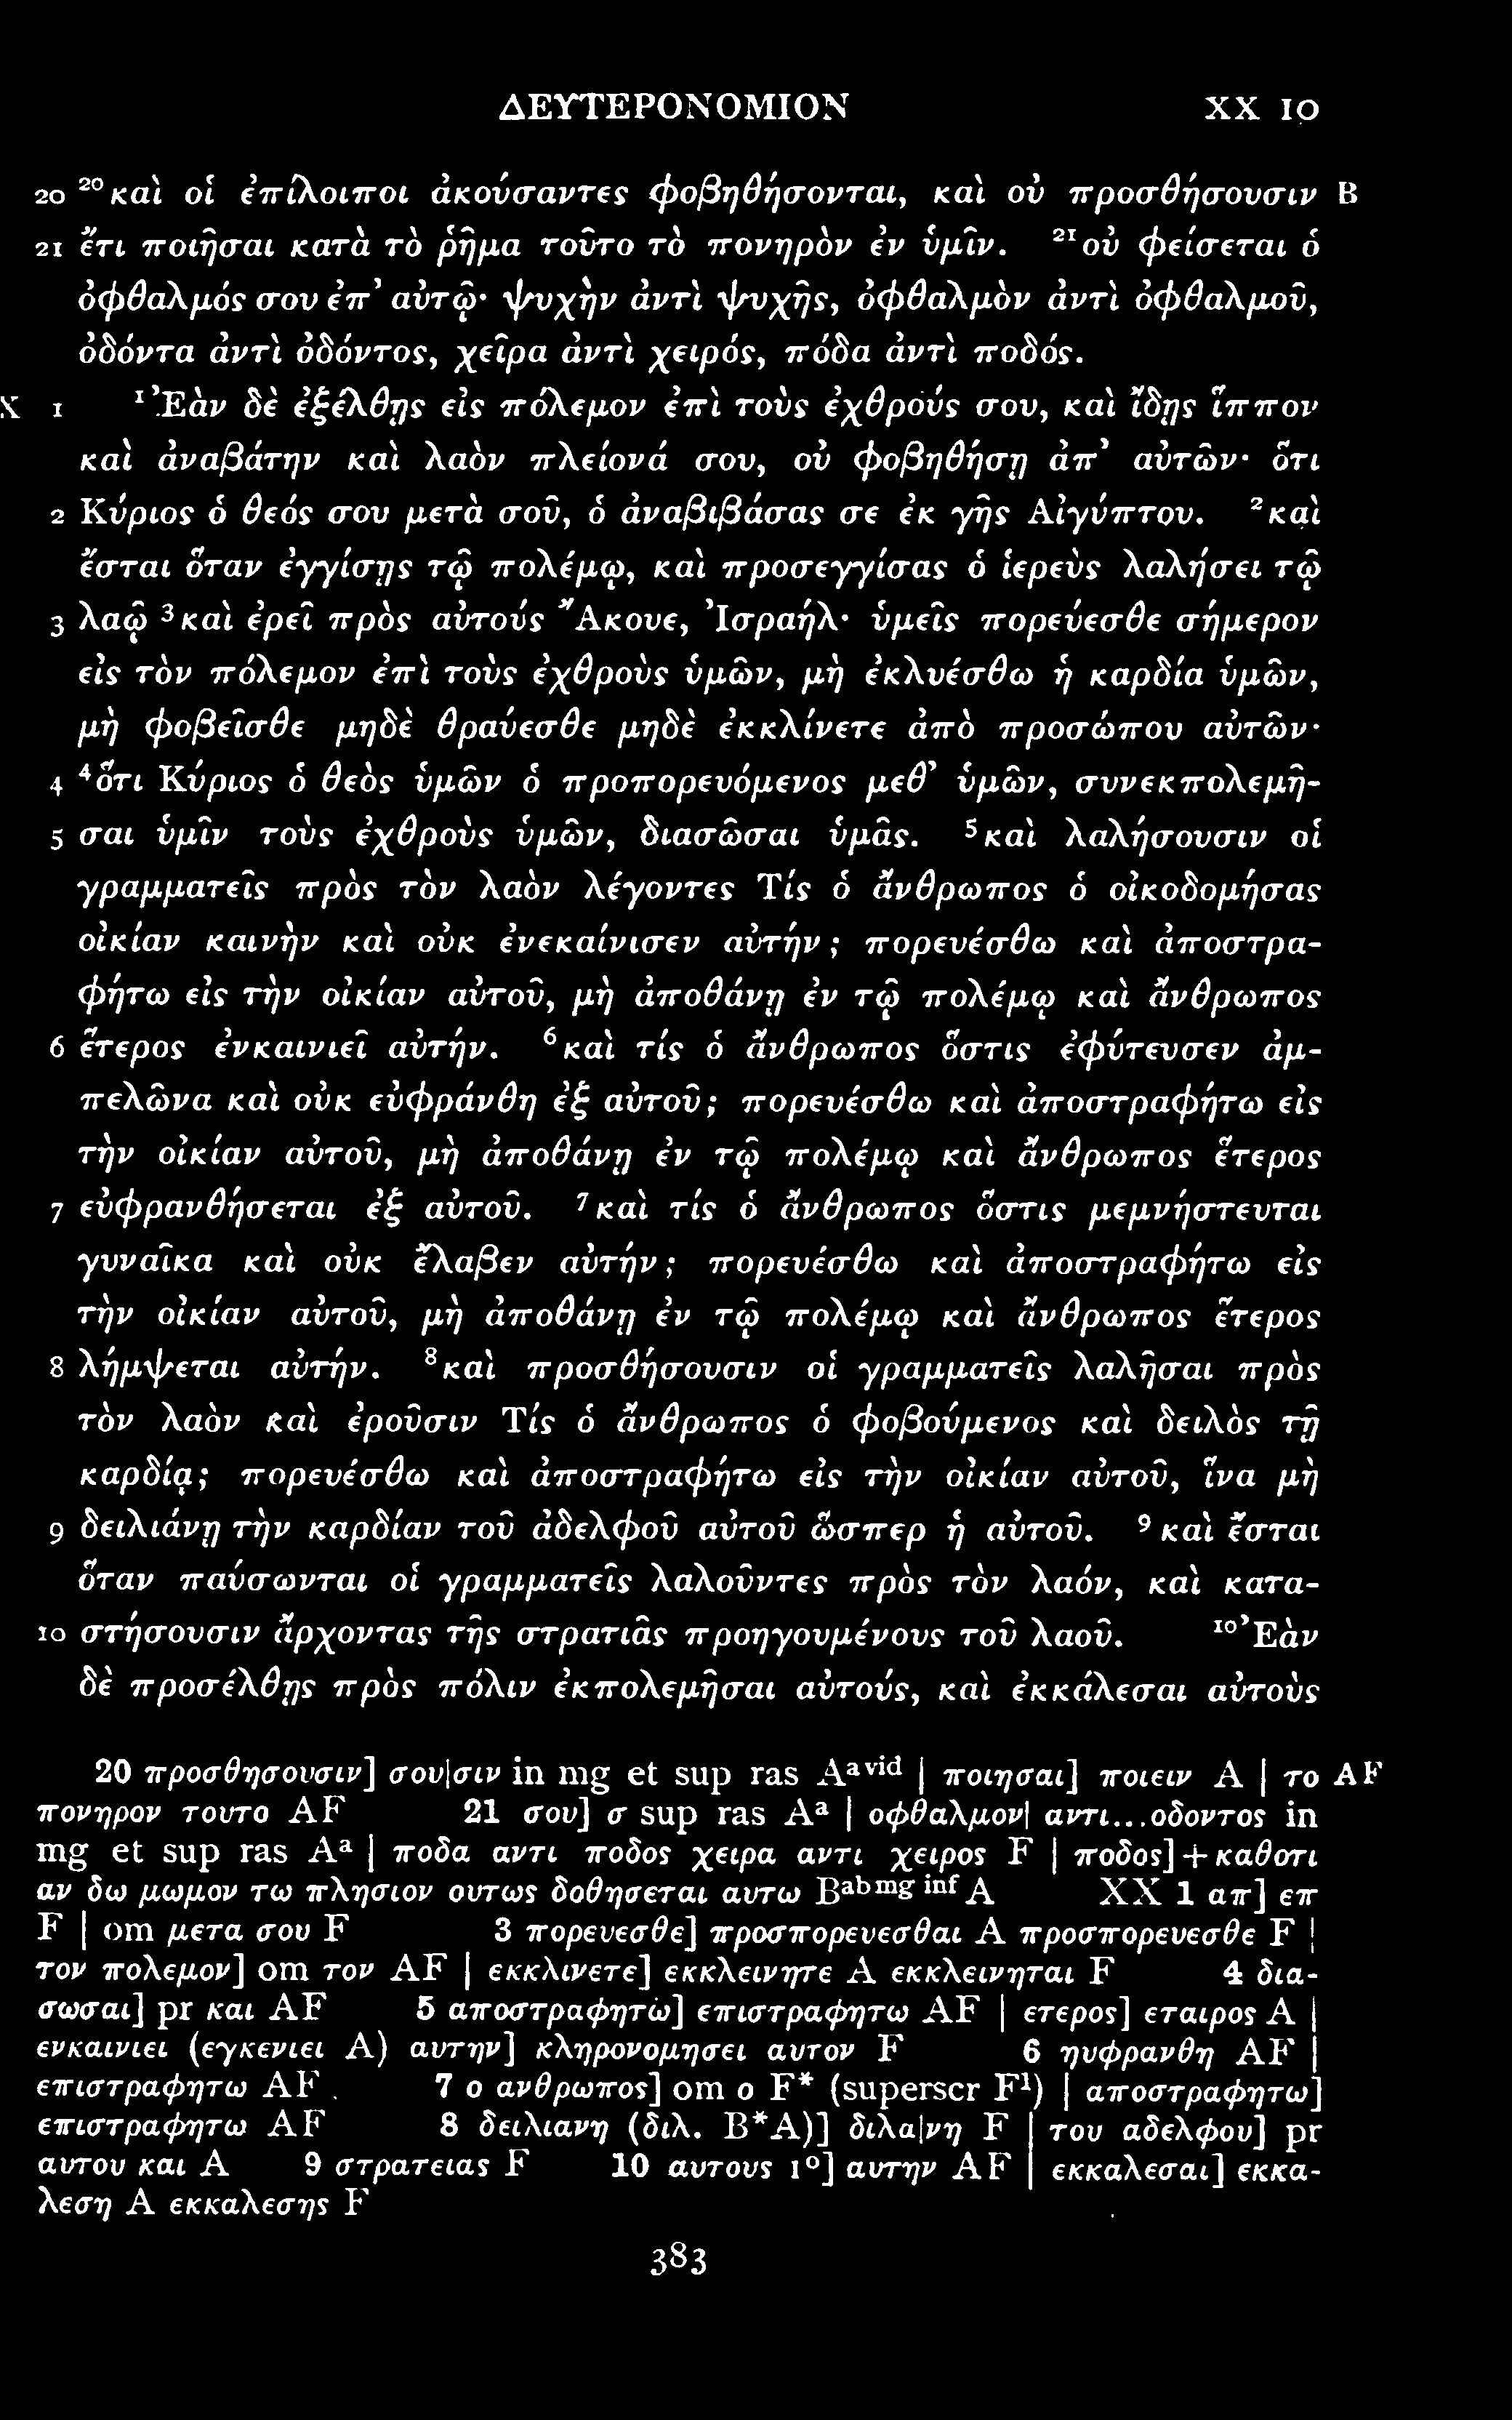 ΔΕΥΤΕΡΟΝΟΜΙΟΝ XX 10
20 ²⁰καὶ οἱ ἐπίλοιποι ἀκούσαντες φοβηθήσονται, καὶ οὐ προσθήσουσιν B
21 ἔτι ποιῆσαι κατὰ τὸ ῥῆμα τοῦτο τὸ πονηρὸν ἐν ὑμῖν. ²¹οὐ φείσεται ὁ
ὀφθαλμός σου ἐπ’ αὐτῷ· ψυχὴν ἀντὶ ψυχῆς, ὀφθαλμὸν ἀντὶ ὀφθαλμοῦ,
ὀδόντα ἀντὶ ὀδόντος, χεῖρα ἀντὶ χειρός, πόδα ἀντὶ ποδός.
X 1 ¹Ἐὰν δὲ ἐξέλθῃς εἰς πόλεμον ἐπὶ τοὺς ἐχθρούς σου, καὶ ἴδῃς ἵππον
καὶ ἀναβάτην καὶ λαὸν πλείονά σου, οὐ φοβηθήσῃ ἀπ’ αὐτῶν· ὅτι
2 Κύριος ὁ θεός σου μετὰ σοῦ, ὁ ἀναβιβάσας σε ἐκ γῆς Αἰγύπτου. ²καὶ
ἔσται ὅταν ἐγγίσῃς τῷ πολέμῳ, καὶ προσεγγίσας ὁ ἱερεὺς λαλήσει τῷ
3 λαῷ ³καὶ ἐρεῖ πρὸς αὐτούς Ἄκουε, Ἰσραήλ· ὑμεῖς πορεύεσθε σήμερον
εἰς τὸν πόλεμον ἐπὶ τοὺς ἐχθροὺς ὑμῶν, μὴ ἐκλυέσθω ἡ καρδία ὑμῶν,
μὴ φοβεῖσθε μηδὲ θραύεσθε μηδὲ ἐκκλίνετε ἀπὸ προσώπου αὐτῶν·
4 ⁴ὅτι Κύριος ὁ θεὸς ὑμῶν ὁ προπορευόμενος μεθ’ ὑμῶν, συνεκπολεμῆ-
5 σαι ὑμῖν τοὺς ἐχθροὺς ὑμῶν, διασῶσαι ὑμᾶς. ⁵καὶ λαλήσουσιν οἱ
γραμματεῖς πρὸς τὸν λαὸν λέγοντες Τίς ὁ ἄνθρωπος ὁ οἰκοδομήσας
οἰκίαν καινὴν καὶ οὐκ ἐνεκαίνισεν αὐτήν; πορευέσθω καὶ ἀποστρα-
φήτω εἰς τὴν οἰκίαν αὐτοῦ, μὴ ἀποθάνῃ ἐν τῷ πολέμῳ καὶ ἄνθρωπος
6 ἕτερος ἐνκαινιεῖ αὐτήν. ⁶καὶ τίς ὁ ἄνθρωπος ὅστις ἐφύτευσεν ἀμ-
πελῶνα καὶ οὐκ εὐφράνθη ἐξ αὐτοῦ; πορευέσθω καὶ ἀποστραφήτω εἰς
τὴν οἰκίαν αὐτοῦ, μὴ ἀποθάνῃ ἐν τῷ πολέμῳ καὶ ἄνθρωπος ἕτερος
7 εὐφρανθήσεται ἐξ αὐτοῦ. ⁷καὶ τίς ὁ ἄνθρωπος ὅστις μεμνήστευται
γυναῖκα καὶ οὐκ ἔλαβεν αὐτήν; πορευέσθω καὶ ἀποστραφήτω εἰς
τὴν οἰκίαν αὐτοῦ, μὴ ἀποθάνῃ ἐν τῷ πολέμῳ καὶ ἄνθρωπος ἕτερος
8 λήμψεται αὐτήν. ⁸καὶ προσθήσουσιν οἱ γραμματεῖς λαλῆσαι πρὸς
τὸν λαὸν καὶ ἐροῦσιν Τίς ὁ ἄνθρωπος ὁ φοβούμενος καὶ δειλὸς τῇ
καρδίᾳ; πορευέσθω καὶ ἀποστραφήτω εἰς τὴν οἰκίαν αὐτοῦ, ἵνα μὴ
9 δειλιάνῃ τὴν καρδίαν τοῦ ἀδελφοῦ αὐτοῦ ὥσπερ ἡ αὐτοῦ. ⁹καὶ ἔσται
ὅταν παύσωνται οἱ γραμματεῖς λαλοῦντες πρὸς τὸν λαόν, καὶ κατα-
10 στήσουσιν ἄρχοντας τῆς στρατιᾶς προηγουμένους τοῦ λαοῦ. ¹⁰Ἐὰν
δὲ προσέλθῃς πρὸς πόλιν ἐκπολεμῆσαι αὐτούς, καὶ ἐκκάλεσαι αὐτοὺς
20 προσθησουσιν] σου|σιν in mg et sup ras Aᵃᵛⁱᵈ | ποιησαι] ποιειν A | το AF
πονηρον τουτο AF 21 σου] σ sup ras Aᵃ | οφθαλμον| αντι...οδοντος in
mg et sup ras Aᵃ | ποδα αντι ποδος χειρα αντι χειρος F | ποδος]+καθοτι
αν δω μωμον τω πλησιον ουτως δοθησεται αυτω Bᵃᵇᵐᵍ ⁱⁿᶠ A XX 1 απ] επ
F | om μετα σου F 3 πορευεσθε] προσπορευεσθαι A προσπορευεσθε F |
τον πολεμον] om τον AF | εκκλινετε] εκκλεινητε A εκκλεινηται F 4 δια-
σωσαι] pr και AF 5 αποστραφητω] επιστραφητω AF | ετερος] εταιρος A |
ενκαινιει (εγκενιει A) αυτην] κληρονομησει αυτον F 6 ηυφρανθη AF |
επιστραφητω AF 7 ο ανθρωπος] om ο F* (superscr F¹) | αποστραφητω]
επιστραφητω AF 8 δειλιανη (διλ. B*A)] διλα|νη F | του αδελφου] pr
αυτου και A 9 στρατειας F 10 αυτους 1°] αυτην AF | εκκαλεσαι] εκκα-
λεση A εκκαλεσης F
383